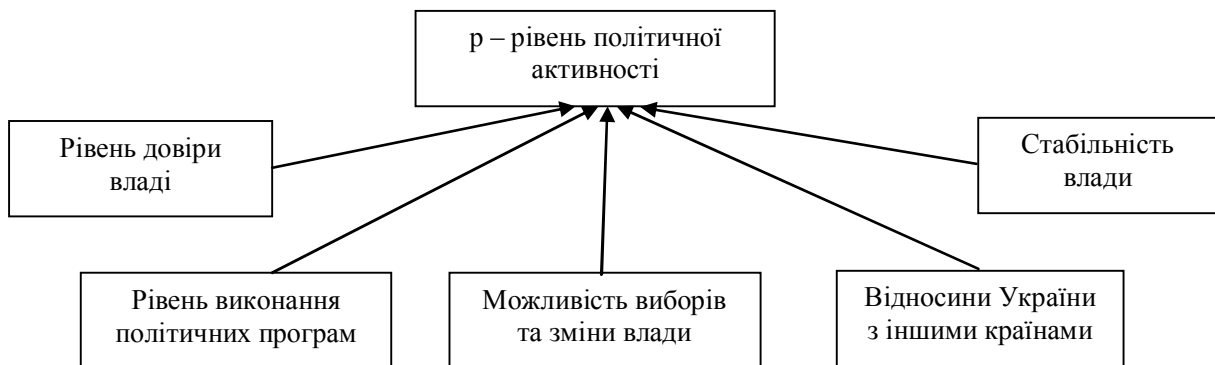 р – рівень політичної
активності
Рівень довіри
владі
Стабільність
влади
Рівень виконання
політичних програм
Можливість виборів
та зміни влади
Відносини України
з іншими країнами